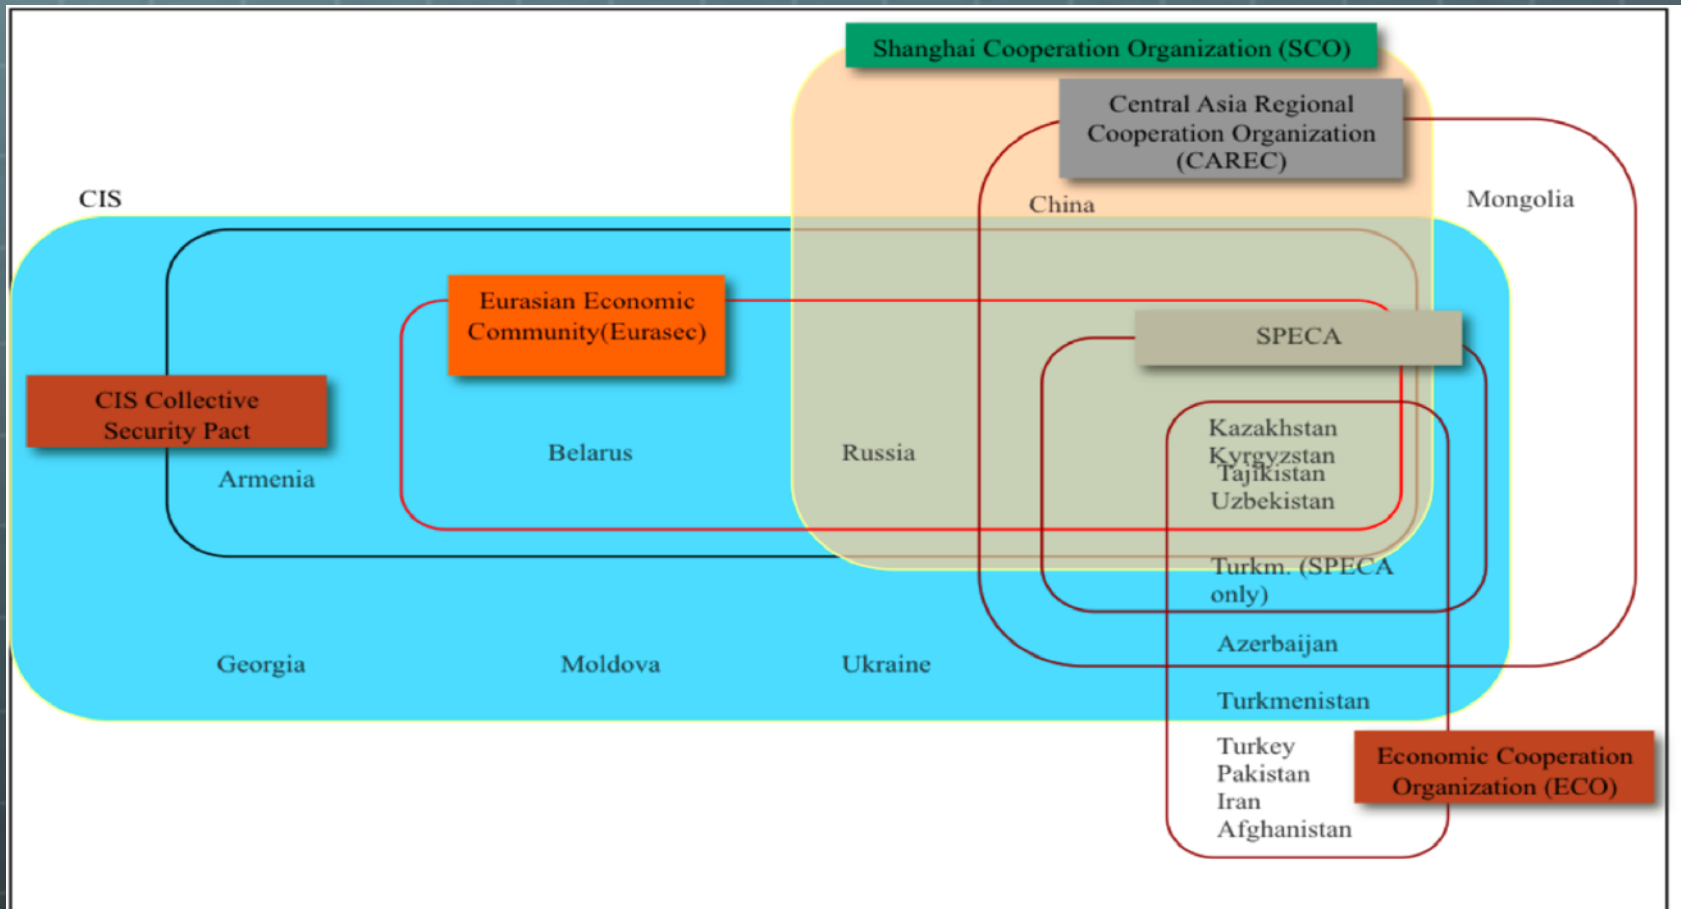 Shanghai Cooperation Organization (SCO)
Central Asia Regional
Cooperation Organization
(CAREC)
CIS
China
Mongolia
Eurasian Economic
Community(Eurasec)
SPECA
CIS Collective
Security Pact
Armenia
Belarus
Russia
Kazakhstan
Kyrgyzstan
Tajikistan
Uzbekistan
Turkm. (SPECA
only)
Azerbaijan
Georgia
Moldova
Ukraine
Turkmenistan
Turkey
Pakistan
Iran
Afghanistan
Economic Cooperation
Organization (ECO)